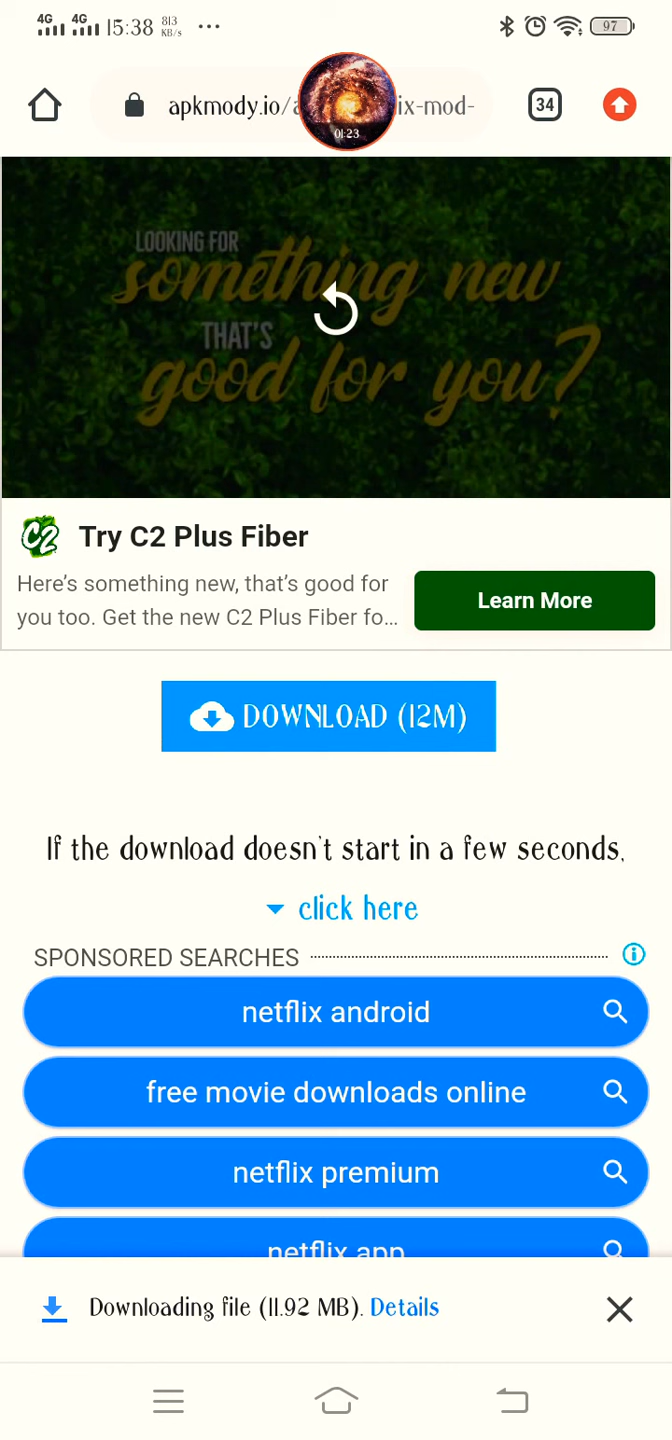 4G 4G 15:38 813 KB/s ... 97
apkmody.io/ ix-mod-
34
01:23
LOOKING FOR
something new
THAT'S
good for you?
C2 Try C2 Plus Fiber
Here's something new, that's good for
you too. Get the new C2 Plus Fiber fo...
Learn More
DOWNLOAD (12M)
If the download doesn't start in a few seconds,
click here
SPONSORED SEARCHES
netflix android
free movie downloads online
netflix premium
netflix app
Downloading file (11.92 MB). Details